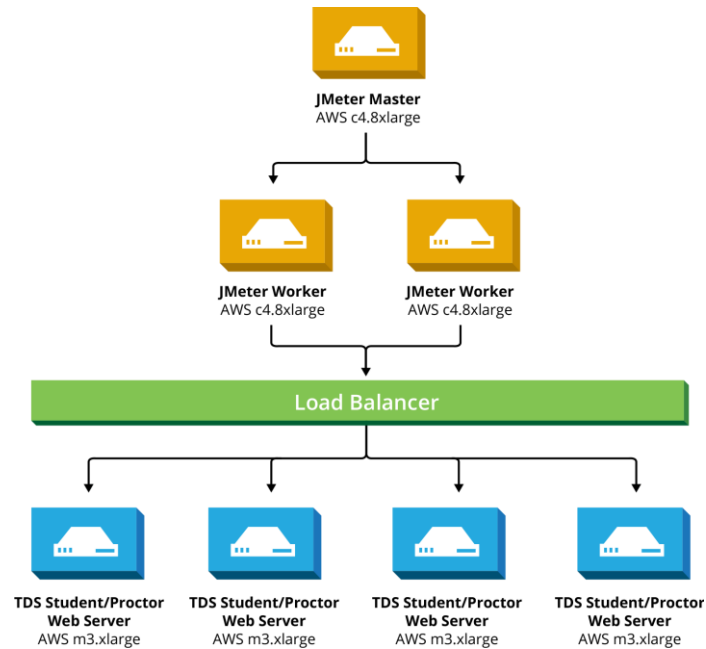 JMeter Master
AWS c4.8xlarge
JMeter Worker
AWS c4.8xlarge
JMeter Worker
AWS c4.8xlarge
Load Balancer
TDS Student/Proctor
Web Server
AWS m3.xlarge
TDS Student/Proctor
Web Server
AWS m3.xlarge
TDS Student/Proctor
Web Server
AWS m3.xlarge
TDS Student/Proctor
Web Server
AWS m3.xlarge